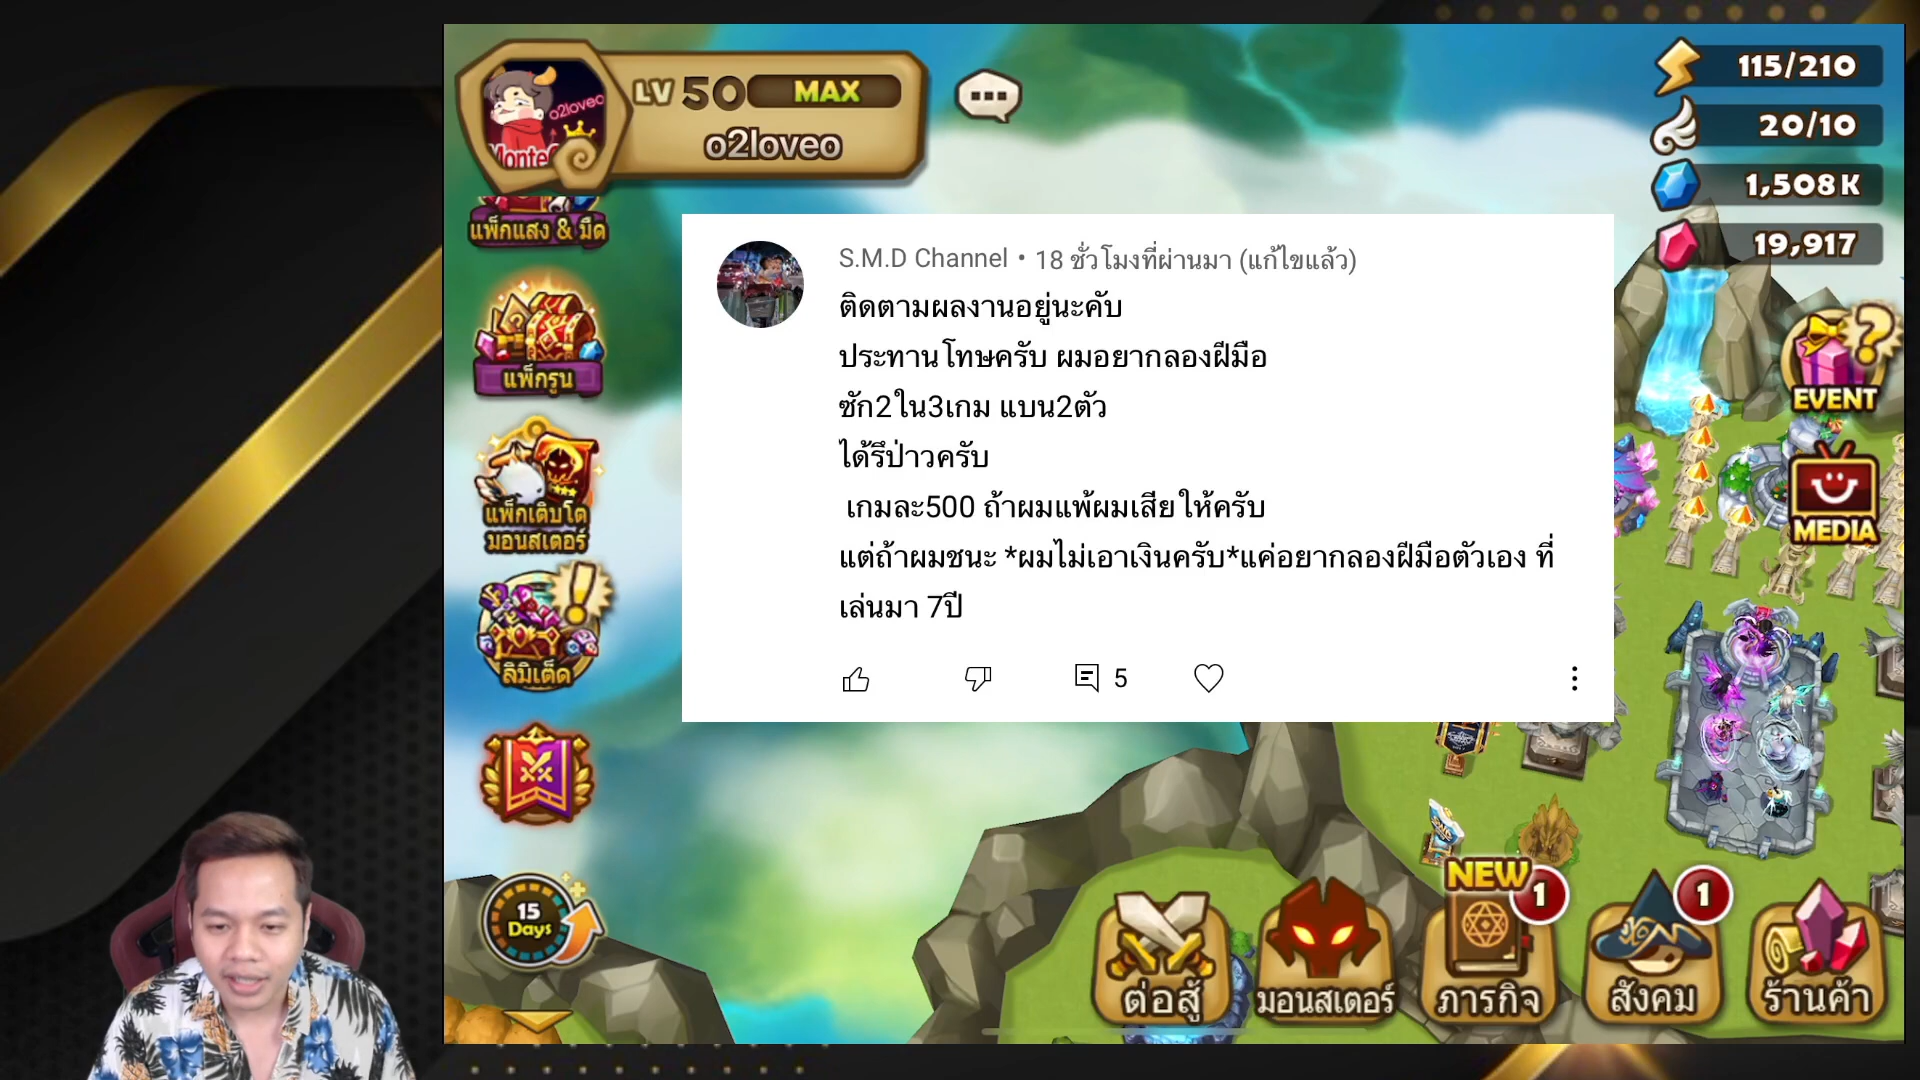 LV 50 MAX
o2loveo
o2loveo
115/210
20/10
1,508K
19,917
แพ็กแสง & มืด
แพ็กรูน
แพ็กเติบโต
มอนสเตอร์
ลิมิเต็ด
15
Days
S.M.D Channel • 18 ชั่วโมงที่ผ่านมา (แก้ไขแล้ว)
ติดตามผลงานอยู่นะคับ
ประทานโทษครับ ผมอยากลองฝีมือ
ซัก2ใน3เกม แบน2ตัว
ได้รึป่าวครับ
เกมละ500 ถ้าผมแพ้ผมเสียให้ครับ
แต่ถ้าผมชนะ *ผมไม่เอาเงินครับ*แค่อยากลองฝีมือตัวเอง ที่
เล่นมา 7ปี
5
EVENT
MEDIA
NEW
1
1
ต่อสู้
มอนสเตอร์
ภารกิจ
สังคม
ร้านค้า